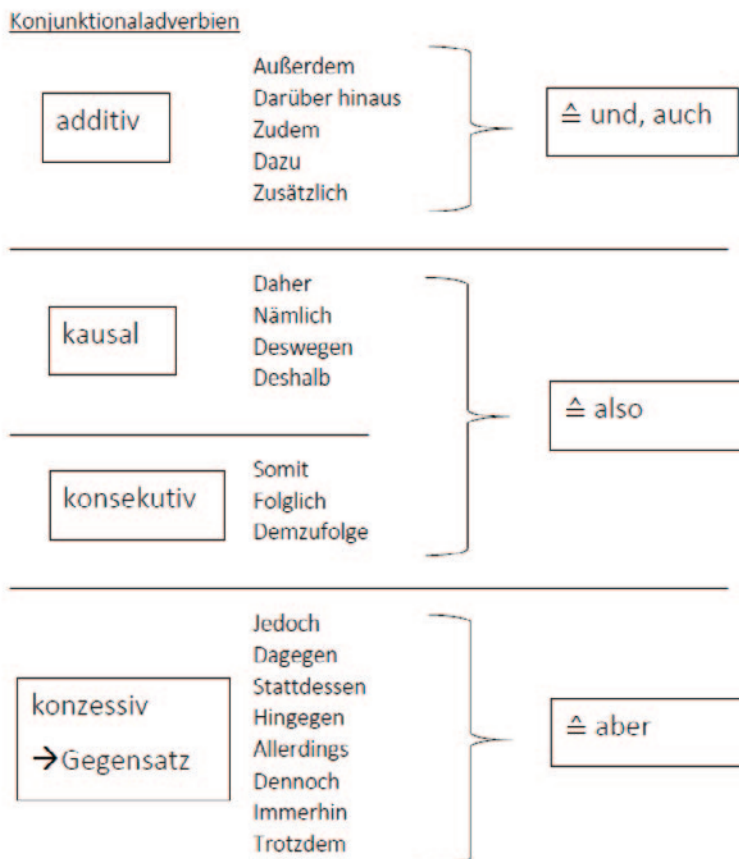 Konjunktionaladverbien
additiv
Außerdem
Darüber hinaus
Zudem
Dazu
Zusätzlich
≙ und, auch
kausal
Daher
Nämlich
Deswegen
Deshalb
konsekutiv
Somit
Folglich
Demzufolge
≙ also
konzessiv
→Gegensatz
Jedoch
Dagegen
Stattdessen
Hingegen
Allerdings
Dennoch
Immerhin
Trotzdem
≙ aber